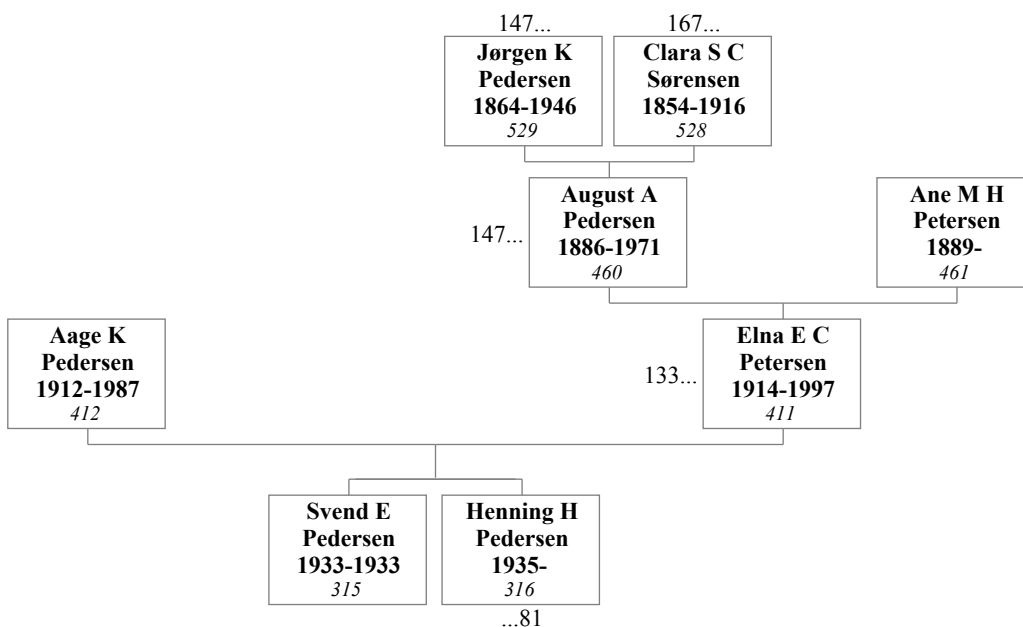 147...
167...
Jørgen K
Pedersen
1864-1946
529
Clara S C
Sørensen
1854-1916
528
147...
August A
Pedersen
1886-1971
460
Ane M H
Petersen
1889-
461
Aage K
Pedersen
1912-1987
412
133...
Elna E C
Petersen
1914-1997
411
Svend E
Pedersen
1933-1933
315
Henning H
Pedersen
1935-
316
...81